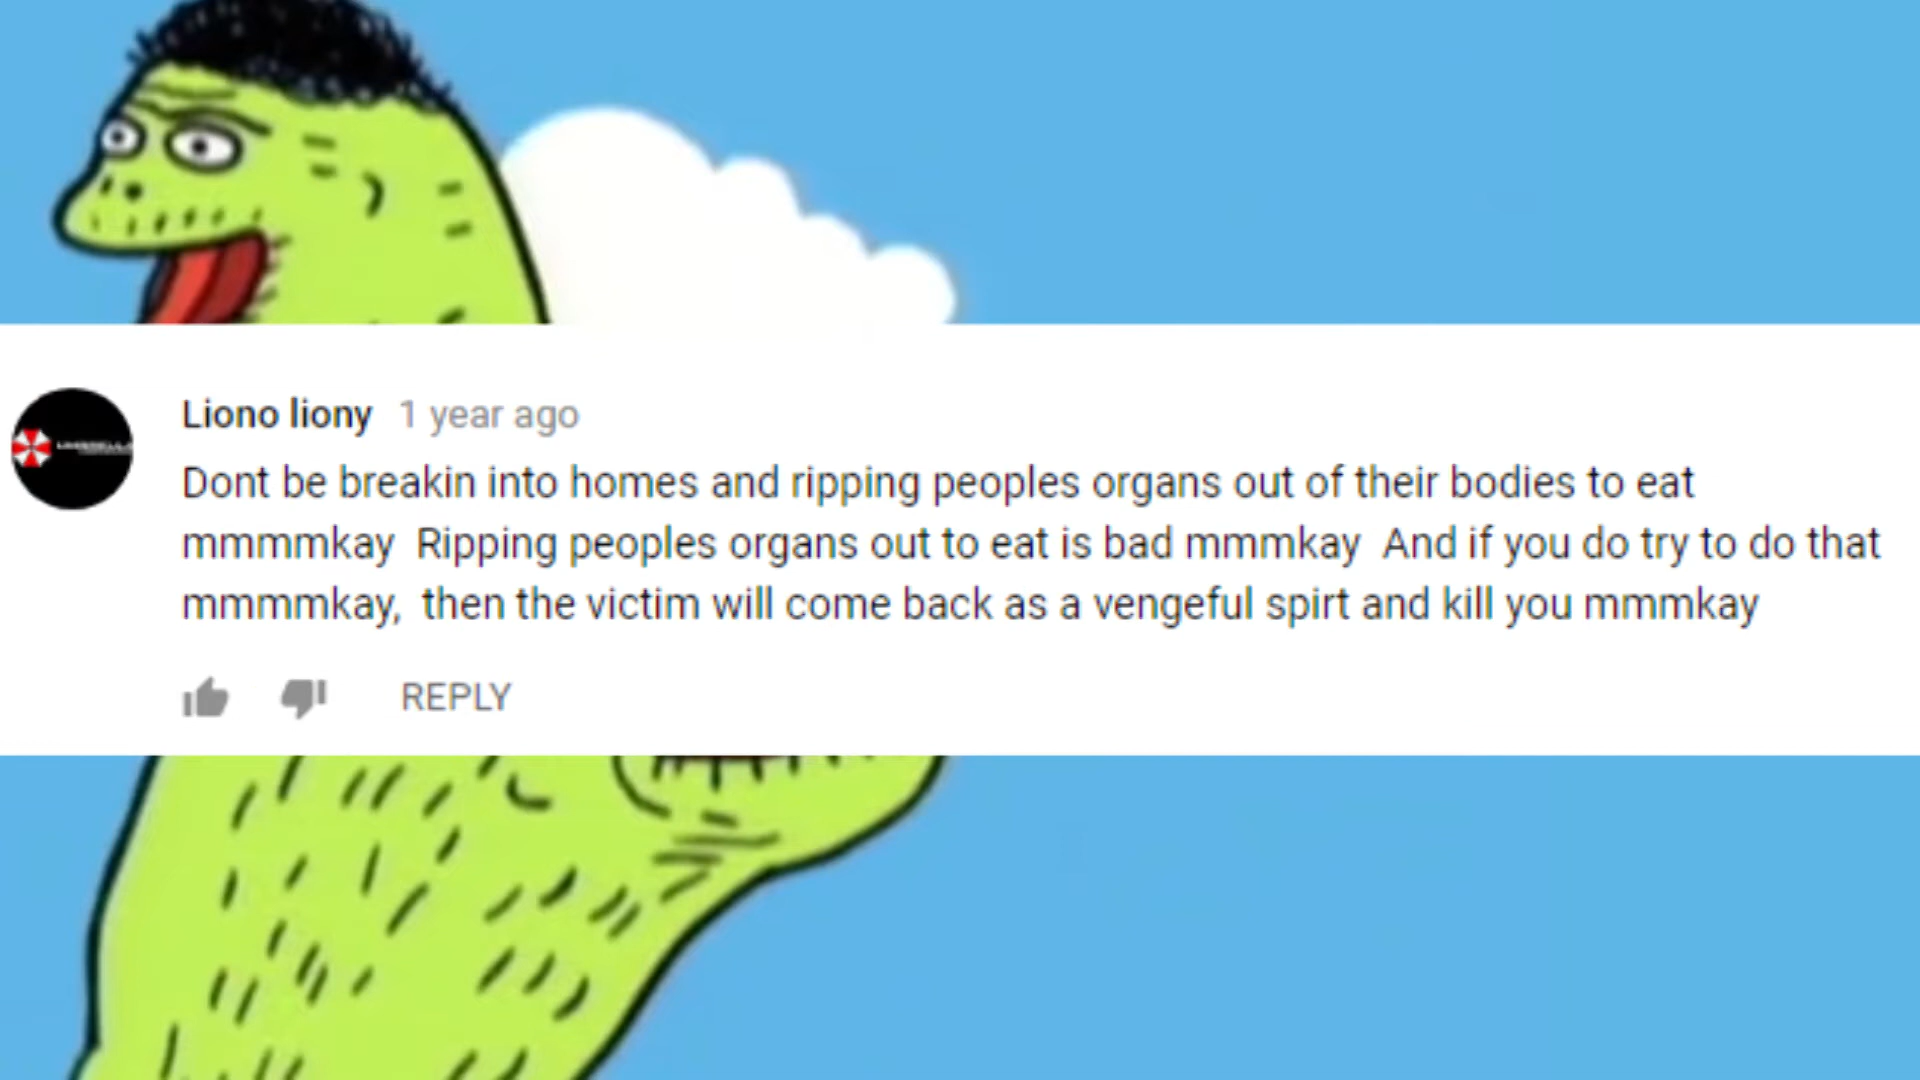 Liono liony 1 year ago
Dont be breakin into homes and ripping peoples organs out of their bodies to eat
mmmmkay  Ripping peoples organs out to eat is bad mmmkay  And if you do try to do that
mmmmkay,  then the victim will come back as a vengeful spirt and kill you mmmkay
REPLY